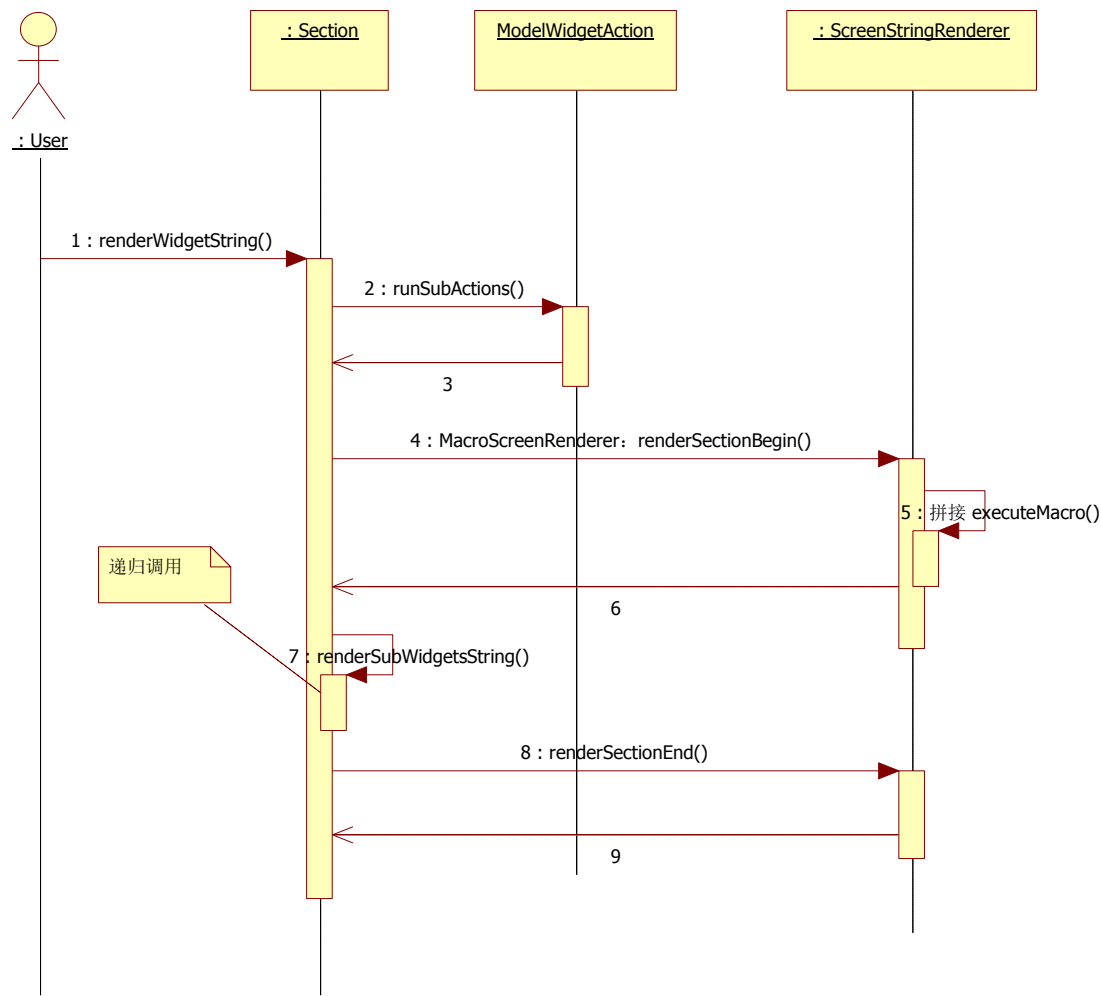 : Section
ModelWidgetAction
: ScreenStringRenderer
: User
1 : renderWidgetString()
2 : runSubActions()
3
4 : MacroScreenRenderer：renderSectionBegin()
5 : 拼接 executeMacro()
递归调用
6
7 : renderSubWidgetsString()
8 : renderSectionEnd()
9